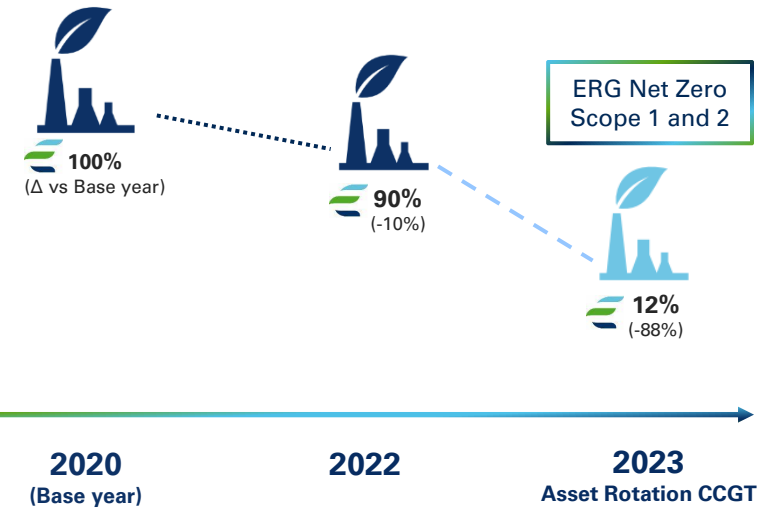 ERG Net Zero
Scope 1 and 2
100%
(Δ vs Base year)
90%
(-10%)
12%
(-88%)
2020
(Base year)
2022
2023
Asset Rotation CCGT